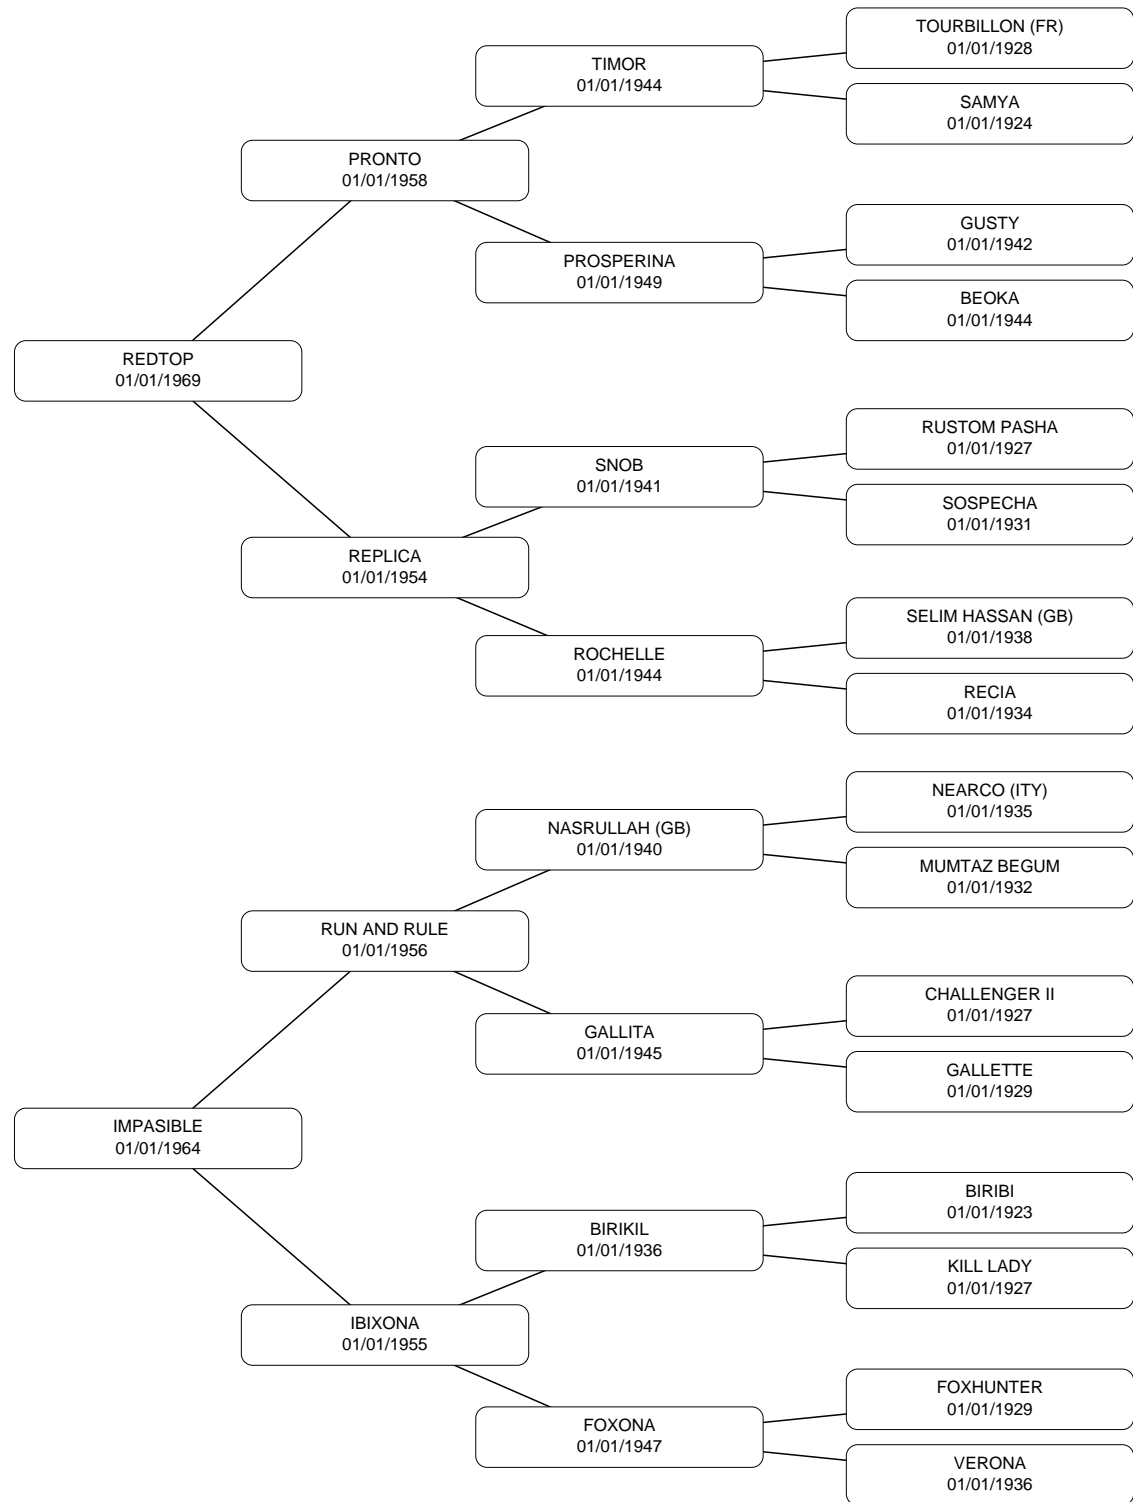 TOURBILLON (FR)
01/01/1928
TIMOR
01/01/1944
SAMYA
01/01/1924
PRONTO
01/01/1958
GUSTY
01/01/1942
PROSPERINA
01/01/1949
BEOKA
01/01/1944
REDTOP
01/01/1969
RUSTOM PASHA
01/01/1927
SNOB
01/01/1941
SOSPECHA
01/01/1931
REPLICA
01/01/1954
SELIM HASSAN (GB)
01/01/1938
ROCHELLE
01/01/1944
RECIA
01/01/1934
NEARCO (ITY)
01/01/1935
NASRULLAH (GB)
01/01/1940
MUMTAZ BEGUM
01/01/1932
RUN AND RULE
01/01/1956
CHALLENGER II
01/01/1927
GALLITA
01/01/1945
GALLETTE
01/01/1929
IMPASIBLE
01/01/1964
BIRIBI
01/01/1923
BIRIKIL
01/01/1936
KILL LADY
01/01/1927
IBIXONA
01/01/1955
FOXHUNTER
01/01/1929
FOXONA
01/01/1947
VERONA
01/01/1936